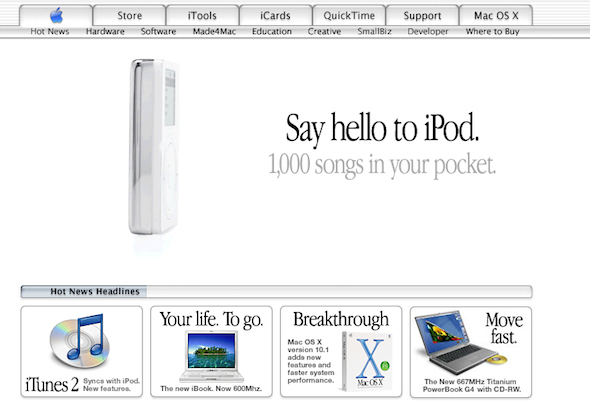 Store iTools iCards QuickTime Support Mac OS X
Hot News Hardware Software Made4Mac Education Creative SmallBiz Developer Where to Buy
Say hello to iPod.
1,000 songs in your pocket.
Hot News Headlines
iTunes 2
Syncs with iPod.
New features.
Your life. To go.
The new iBook. Now 600Mhz.
Breakthrough
Mac OS X
version 10.1
adds new
features and
faster system
performance.
X
Mac OS X
Move
fast.
The New 667MHz Titanium
PowerBook G4 with CD-RW.